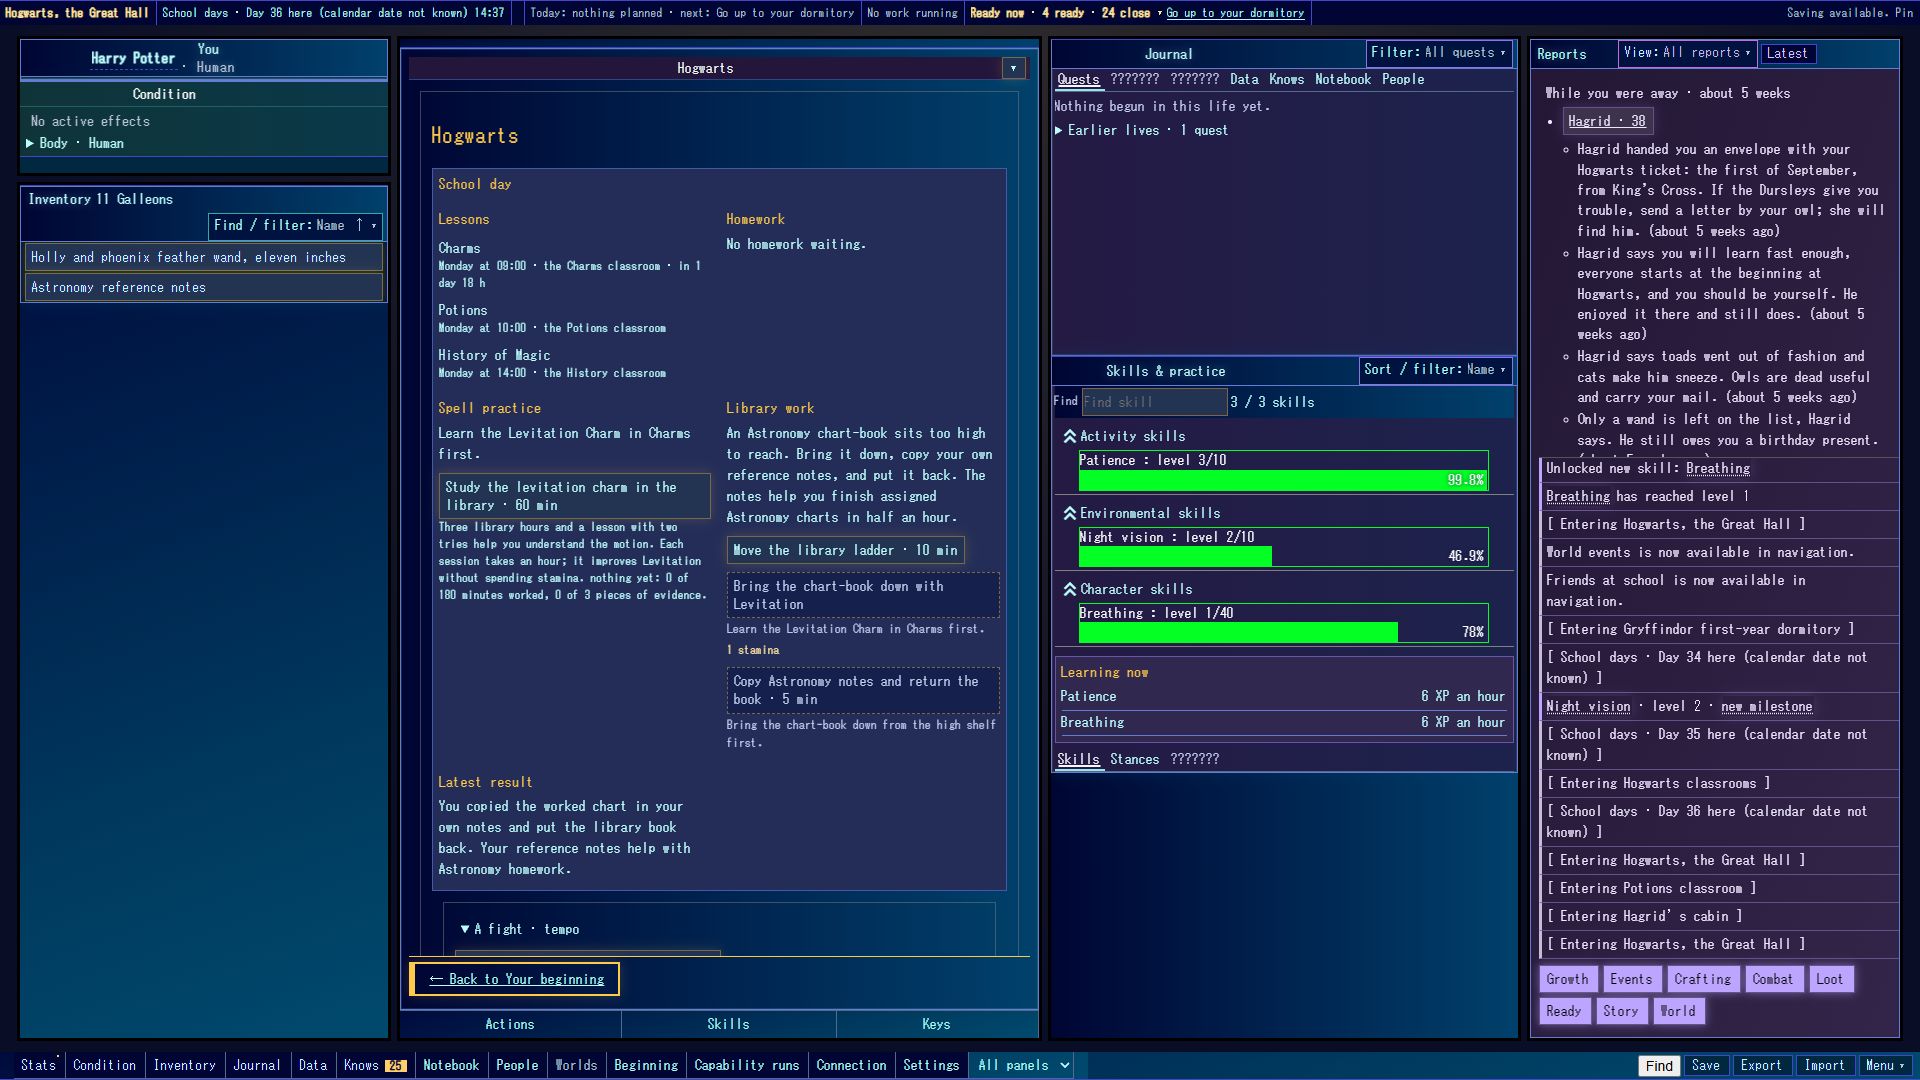 Hogwarts, the Great Hall
School days · Day 36 here (calendar date not known) 14:37
Today: nothing planned · next: Go up to your dormitory
No work running
Ready now · 4 ready · 24 close ▾ Go up to your dormitory
Saving available. Pin
Harry Potter · You
Human
Condition
No active effects
▶ Body · Human
Inventory 11 Galleons
Find / filter: Name ↑ ▾
Holly and phoenix feather wand, eleven inches
Astronomy reference notes
Hogwarts
▾
Hogwarts
School day
Lessons
Charms
Monday at 09:00 · the Charms classroom · in 1
day 18 h
Potions
Monday at 10:00 · the Potions classroom
History of Magic
Monday at 14:00 · the History classroom
Homework
No homework waiting.
Spell practice
Learn the Levitation Charm in Charms
first.
Study the levitation charm in the
library · 60 min
Three library hours and a lesson with two
tries help you understand the motion. Each
session takes an hour; it improves Levitation
without spending stamina. nothing yet: 0 of
180 minutes worked, 0 of 3 pieces of evidence.
Library work
An Astronomy chart-book sits too high
to reach. Bring it down, copy your own
reference notes, and put it back. The
notes help you finish assigned
Astronomy charts in half an hour.
Move the library ladder · 10 min
Bring the chart-book down with
Levitation
Learn the Levitation Charm in Charms first.
1 stamina
Copy Astronomy notes and return the
book · 5 min
Bring the chart-book down from the high shelf
first.
Latest result
You copied the worked chart in your
own notes and put the library book
back. Your reference notes help with
Astronomy homework.
▼ A fight · tempo
← Back to Your beginning
Actions
Skills
Keys
Journal
Filter: All quests ▾
Quests ??????? ??????? Data Knows Notebook People
Nothing begun in this life yet.
▶ Earlier lives · 1 quest
Skills & practice
Sort / filter: Name ▾
Find Find skill 3 / 3 skills
Activity skills
Patience : level 3/10
99.8%
Environmental skills
Night vision : level 2/10
46.9%
Character skills
Breathing : level 1/40
78%
Learning now
Patience 6 XP an hour
Breathing 6 XP an hour
Skills Stances ???????
Reports
View: All reports ▾
Latest
While you were away · about 5 weeks
• Hagrid · 38
Hagrid handed you an envelope with your
Hogwarts ticket: the first of September,
from King's Cross. If the Dursleys give you
trouble, send a letter by your owl; she will
find him. (about 5 weeks ago)
Hagrid says you will learn fast enough,
everyone starts at the beginning at
Hogwarts, and you should be yourself. He
enjoyed it there and still does. (about 5
weeks ago)
Hagrid says toads went out of fashion and
cats make him sneeze. Owls are dead useful
and carry your mail. (about 5 weeks ago)
Only a wand is left on the list, Hagrid
says. He still owes you a birthday present.
Unlocked new skill: Breathing
Breathing has reached level 1
[ Entering Hogwarts, the Great Hall ]
World events is now available in navigation.
Friends at school is now available in
navigation.
[ Entering Gryffindor first-year dormitory ]
[ School days · Day 34 here (calendar date not
known) ]
Night vision · level 2 · new milestone
[ School days · Day 35 here (calendar date not
known) ]
[ Entering Hogwarts classrooms ]
[ School days · Day 36 here (calendar date not
known) ]
[ Entering Hogwarts, the Great Hall ]
[ Entering Potions classroom ]
[ Entering Hagrid's cabin ]
[ Entering Hogwarts, the Great Hall ]
Growth Events Crafting Combat Loot
Ready Story World
Stats Condition Inventory Journal Data Knows 25 Notebook People Worlds Beginning Capability runs Connection Settings All panels
Find Save Export Import Menu ▾